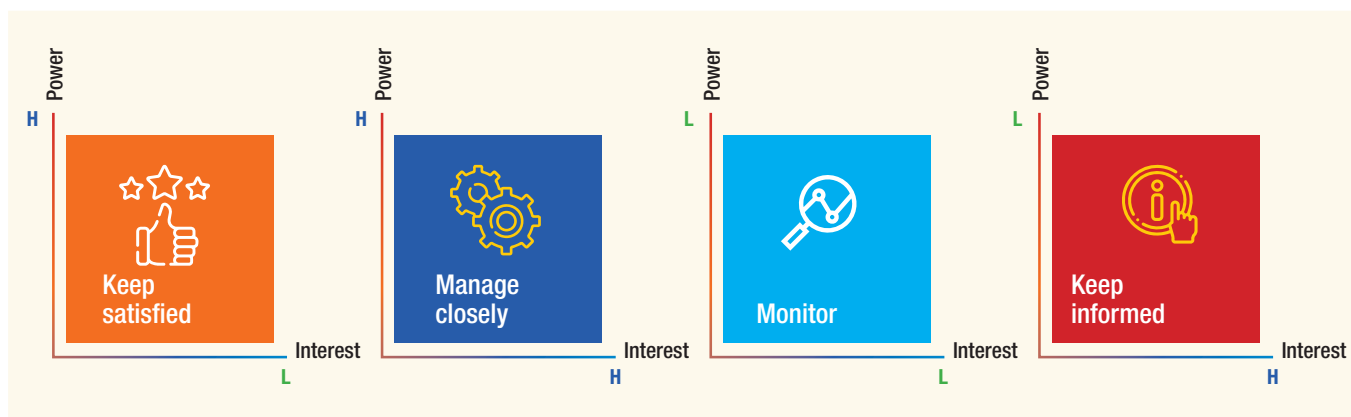 Power
H
Keep
satisfied
Interest
L
Power
H
Manage
closely
Interest
H
Power
L
Monitor
Interest
L
Power
L
Keep
informed
Interest
H